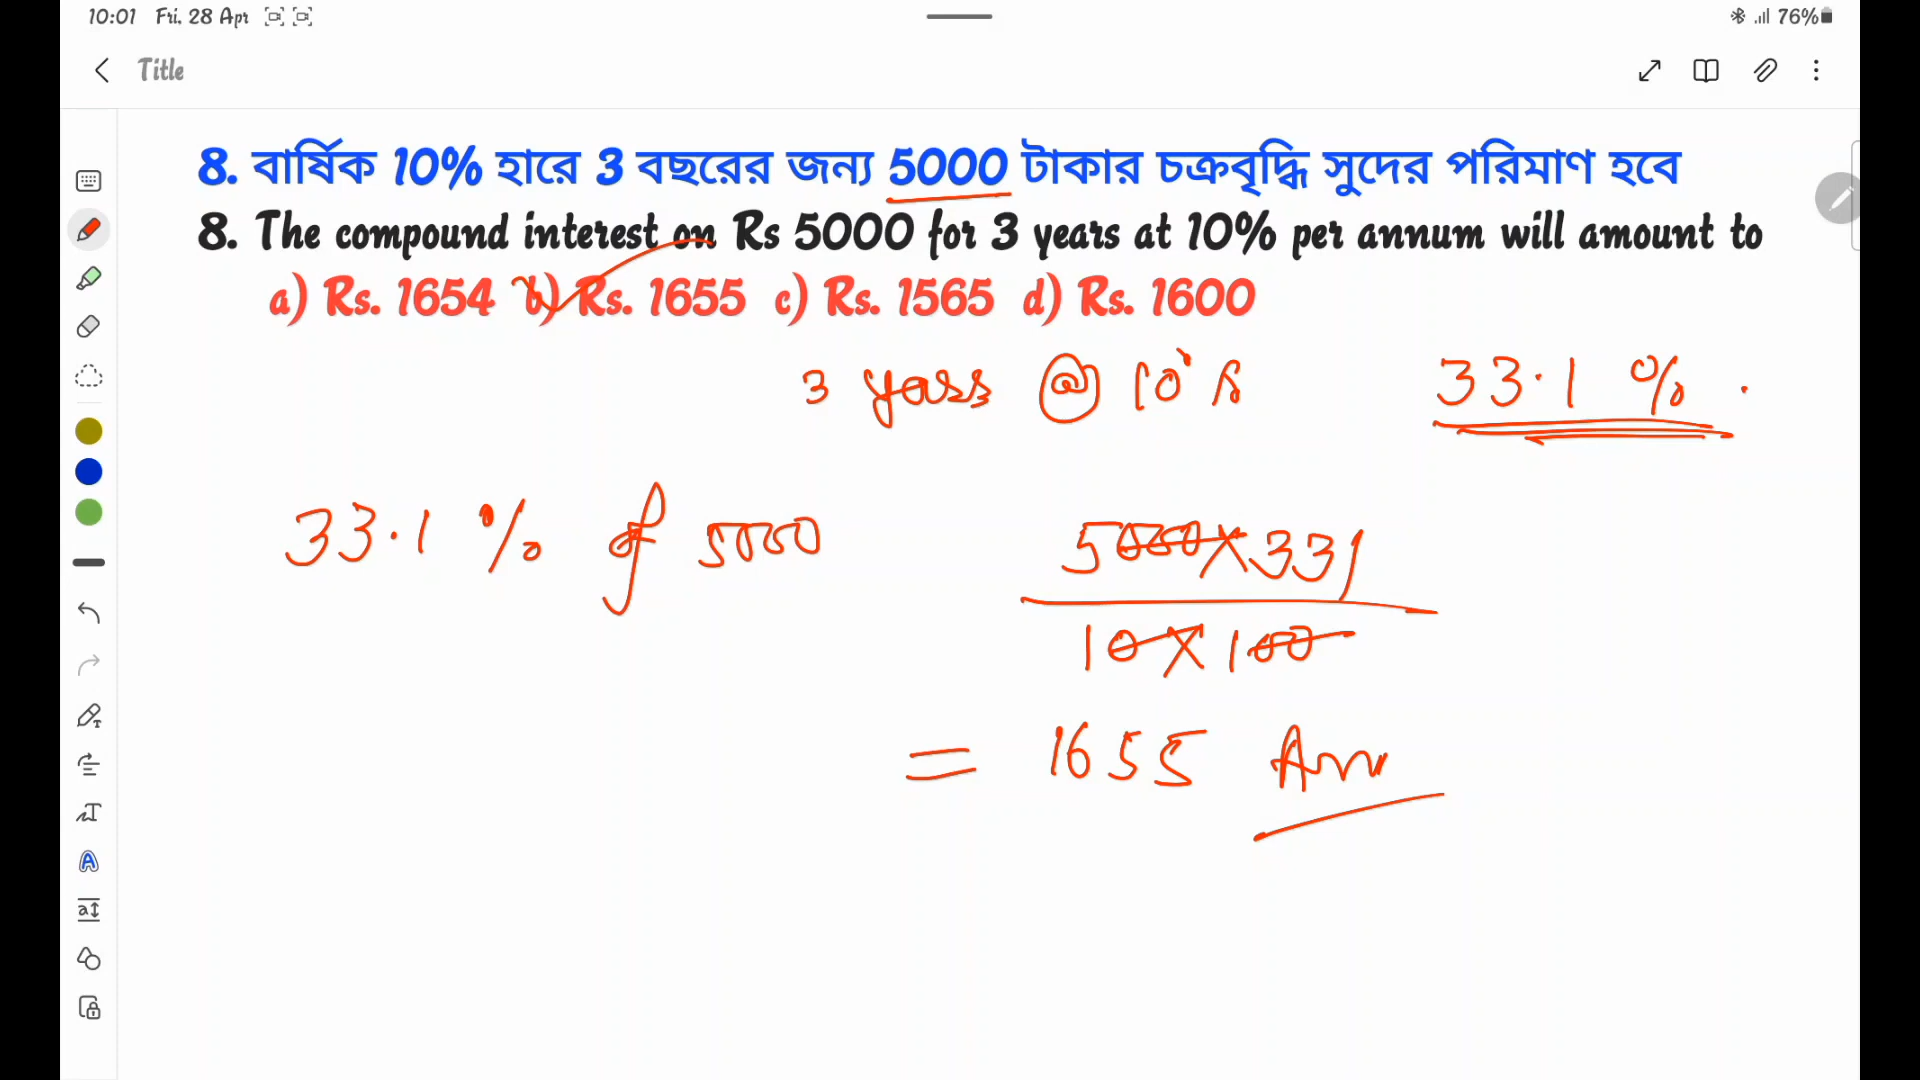 10:01 Fri. 28 Apr 76%
Title
8. বার্ষিক 10% হারে 3 বছরের জন্য 5000 টাকার চক্রবৃদ্ধি সুদের পরিমাণ হবে
8. The compound interest on Rs 5000 for 3 years at 10% per annum will amount to
a) Rs. 1654 b) Rs. 1655 c) Rs. 1565 d) Rs. 1600
3 years @ 10% 33.1 %
33.1 % of 5000
5000 X 331
10 X 100
= 1655 Ans